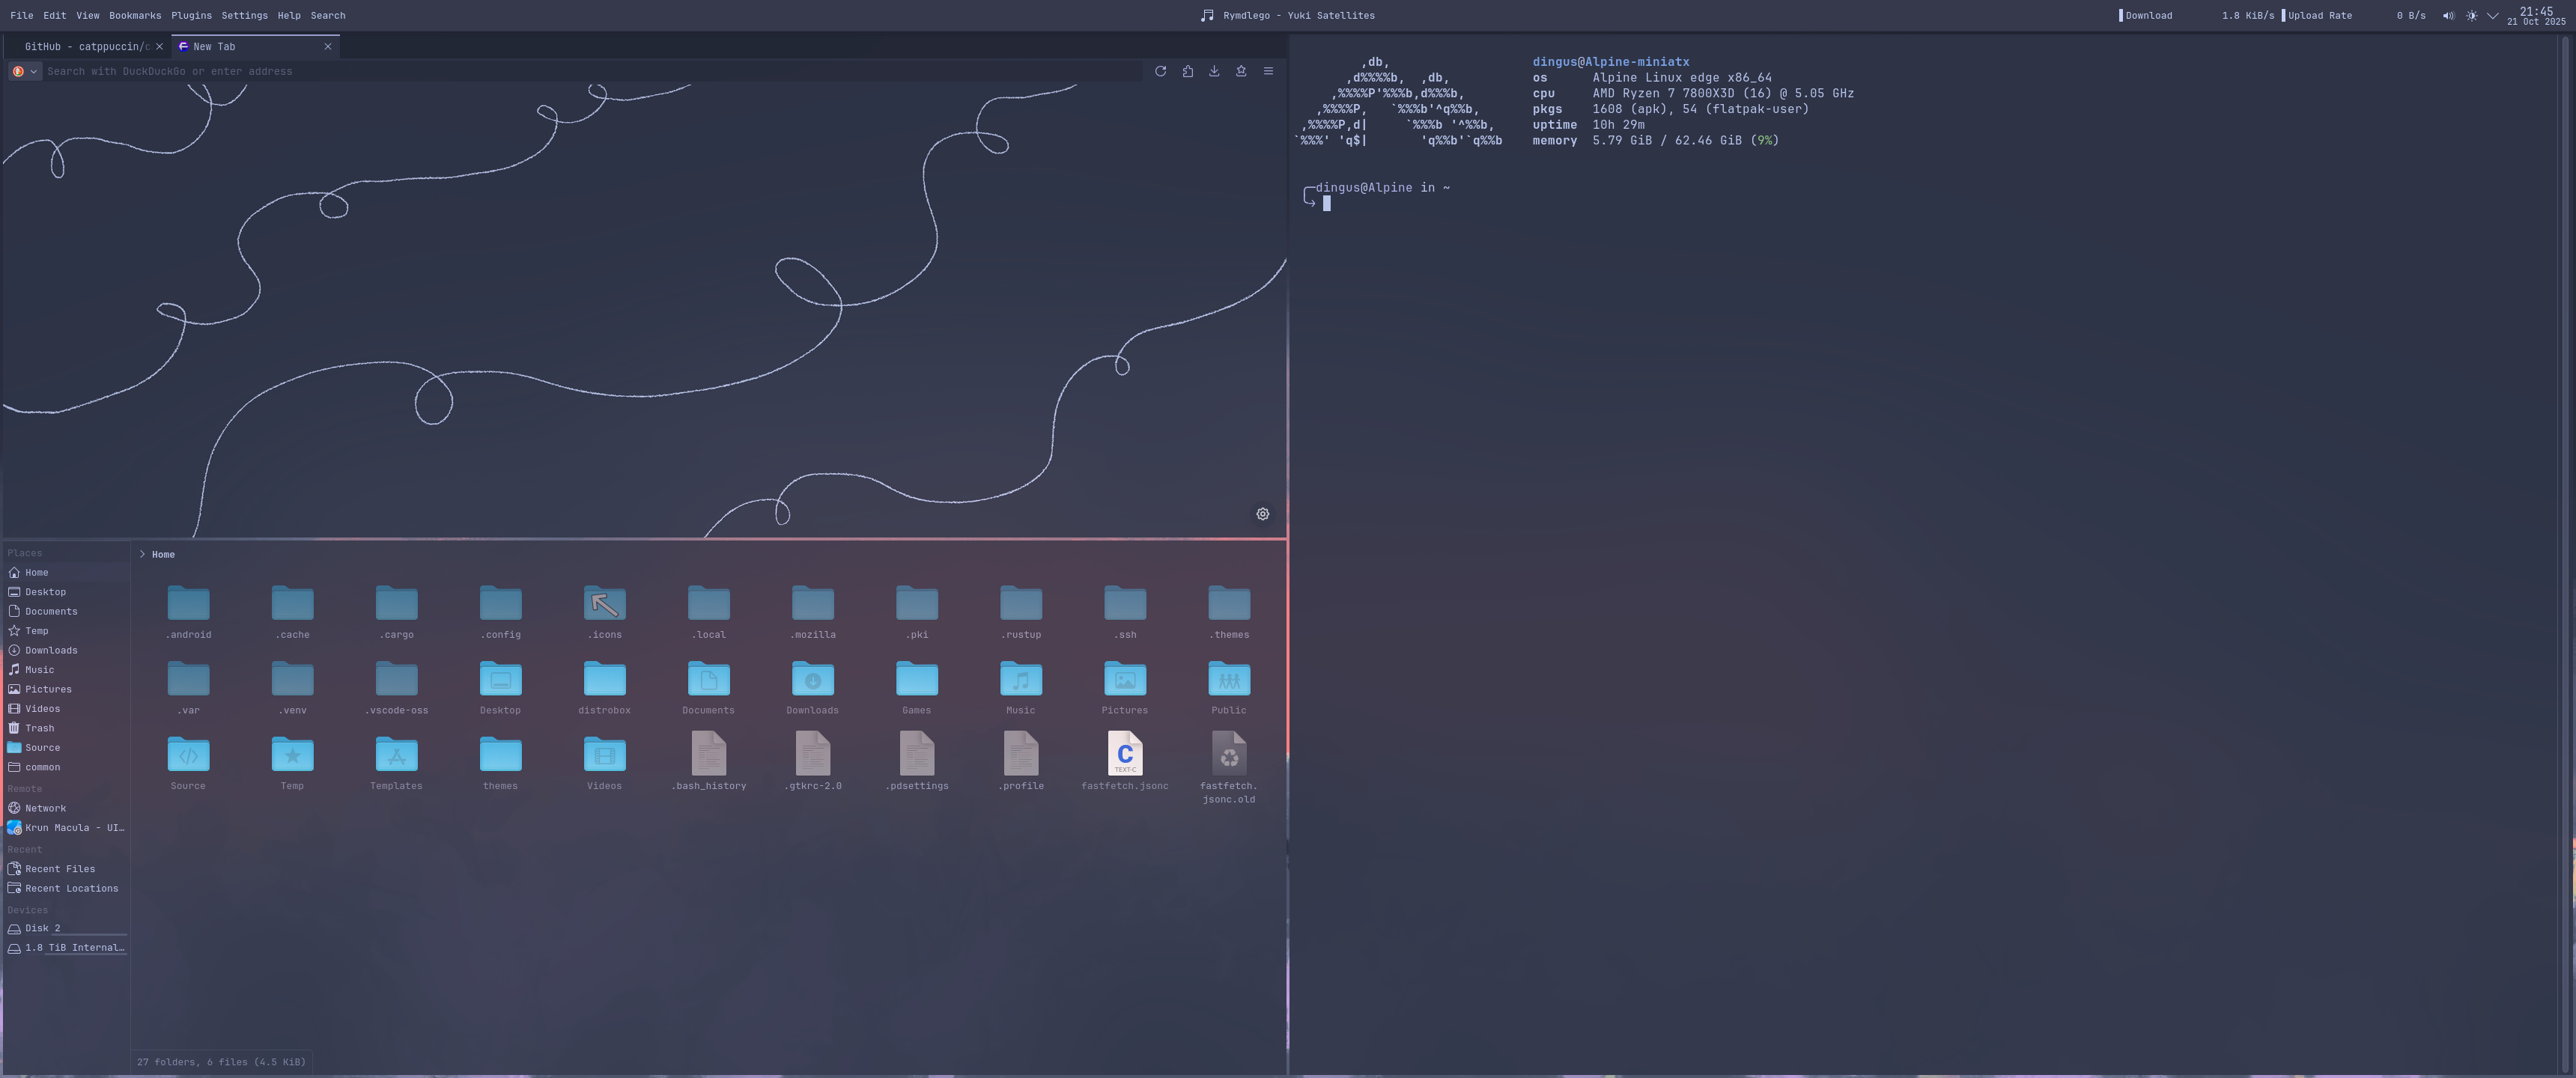 File Edit View Bookmarks Plugins Settings Help Search
Rymdlego - Yuki Satellites
Download 1.8 KiB/s Upload Rate 0 B/s
21:45
21 Oct 2025
GitHub - catppuccin/c
New Tab
Search with DuckDuckGo or enter address
,db,
,d%%%%b,  ,db,
,%%%%P'%%%b,d%%%b,
,%%%%P,   `%%%b'^q%%b,
,%%%%P,d|     `%%%b '^%%b,
`%%%' 'q$|       'q%%b'`q%%b
dingus@Alpine-miniatx
os Alpine Linux edge x86_64
cpu AMD Ryzen 7 7800X3D (16) @ 5.05 GHz
pkgs 1608 (apk), 54 (flatpak-user)
uptime 10h 29m
memory 5.79 GiB / 62.46 GiB (9%)
dingus@Alpine in ~
Places
Home
Desktop
Documents
Temp
Downloads
Music
Pictures
Videos
Trash
Source
common
Remote
Network
Krun Macula - UI…
Recent
Recent Files
Recent Locations
Devices
Disk 2
1.8 TiB Internal…
Home
.android .cache .cargo .config .icons .local .mozilla .pki .rustup .ssh .themes
.var .venv .vscode-oss Desktop distrobox Documents Downloads Games Music Pictures Public
C
TEXT-C
Source Temp Templates themes Videos .bash_history .gtkrc-2.0 .pdsettings .profile fastfetch.jsonc fastfetch.
jsonc.old
27 folders, 6 files (4.5 KiB)